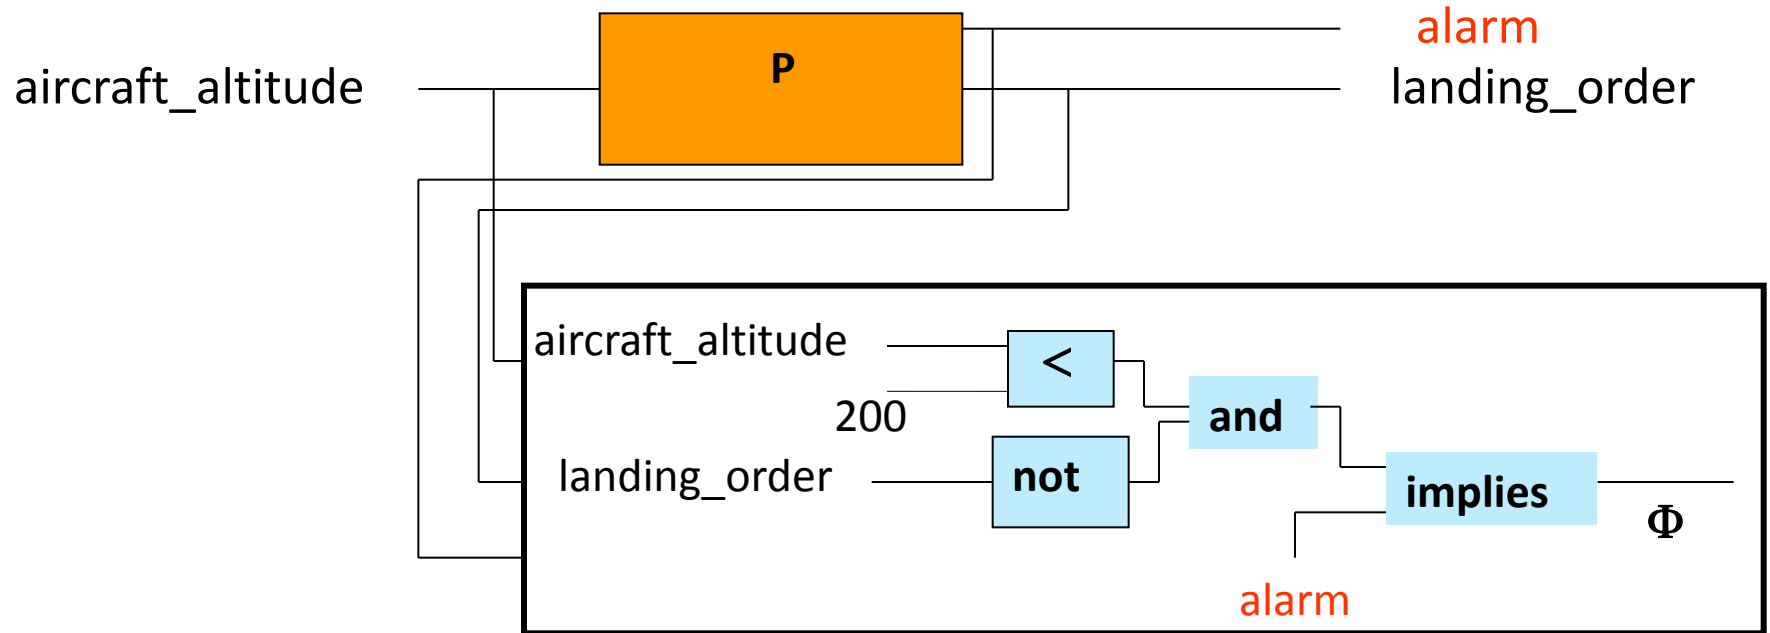 alarm
P
aircraft_altitude
landing_order
aircraft_altitude
<
200
and
landing_order
not
implies
Φ
alarm